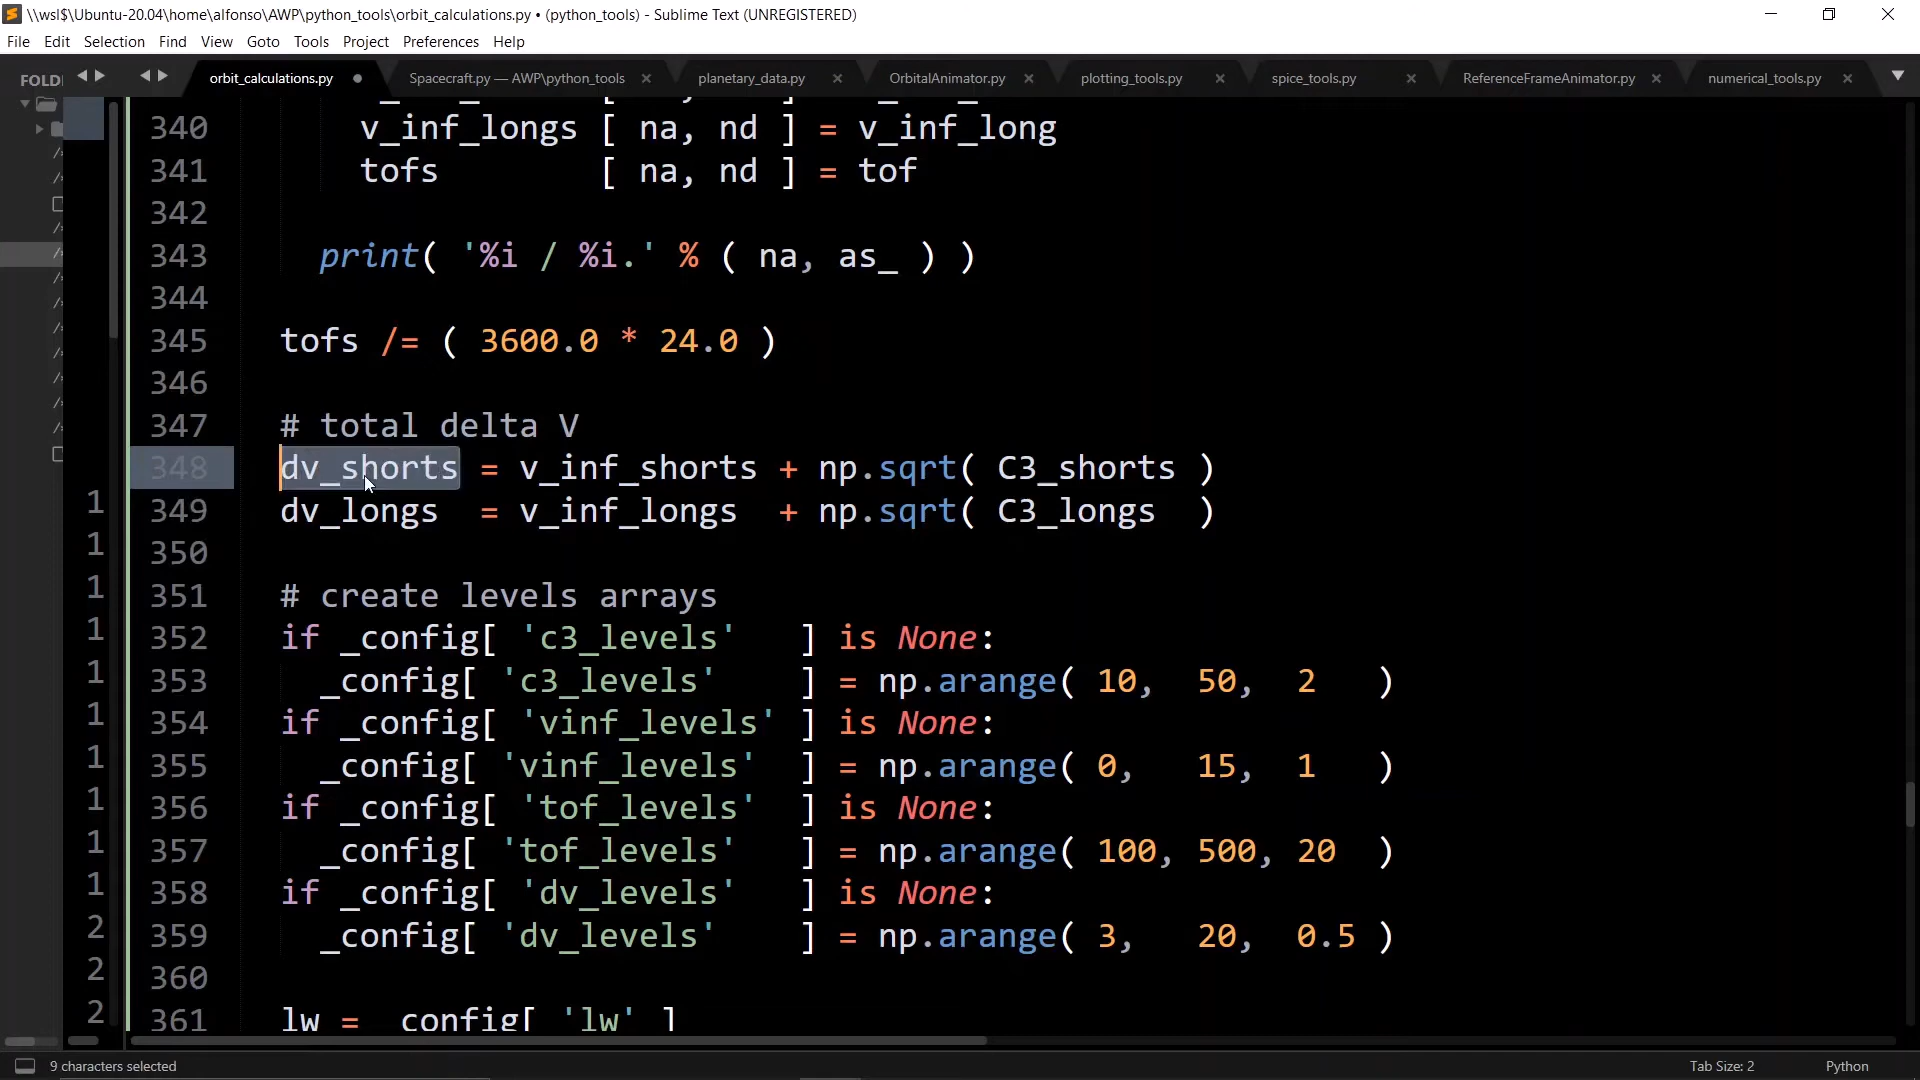 \\wsl$\Ubuntu-20.04\home\alfonso\AWP\python_tools\orbit_calculations.py • (python_tools) - Sublime Text (UNREGISTERED)
File Edit Selection Find View Goto Tools Project Preferences Help
FOLD
orbit_calculations.py
Spacecraft.py — AWP\python_tools
planetary_data.py
OrbitalAnimator.py
plotting_tools.py
spice_tools.py
ReferenceFrameAnimator.py
numerical_tools.py
340 v_inf_longs [ na, nd ] = v_inf_long
341 tofs [ na, nd ] = tof
342
343 print( '%i / %i.' % ( na, as_ ) )
344
345 tofs /= ( 3600.0 * 24.0 )
346
347 # total delta V
348 dv_shorts = v_inf_shorts + np.sqrt( C3_shorts )
349 dv_longs = v_inf_longs + np.sqrt( C3_longs )
350
351 # create levels arrays
352 if _config[ 'c3_levels' ] is None:
353 _config[ 'c3_levels' ] = np.arange( 10, 50, 2 )
354 if _config[ 'vinf_levels' ] is None:
355 _config[ 'vinf_levels' ] = np.arange( 0, 15, 1 )
356 if _config[ 'tof_levels' ] is None:
357 _config[ 'tof_levels' ] = np.arange( 100, 500, 20 )
358 if _config[ 'dv_levels' ] is None:
359 _config[ 'dv_levels' ] = np.arange( 3, 20, 0.5 )
360
361 lw = _config[ 'lw' ]
9 characters selected
Tab Size: 2
Python